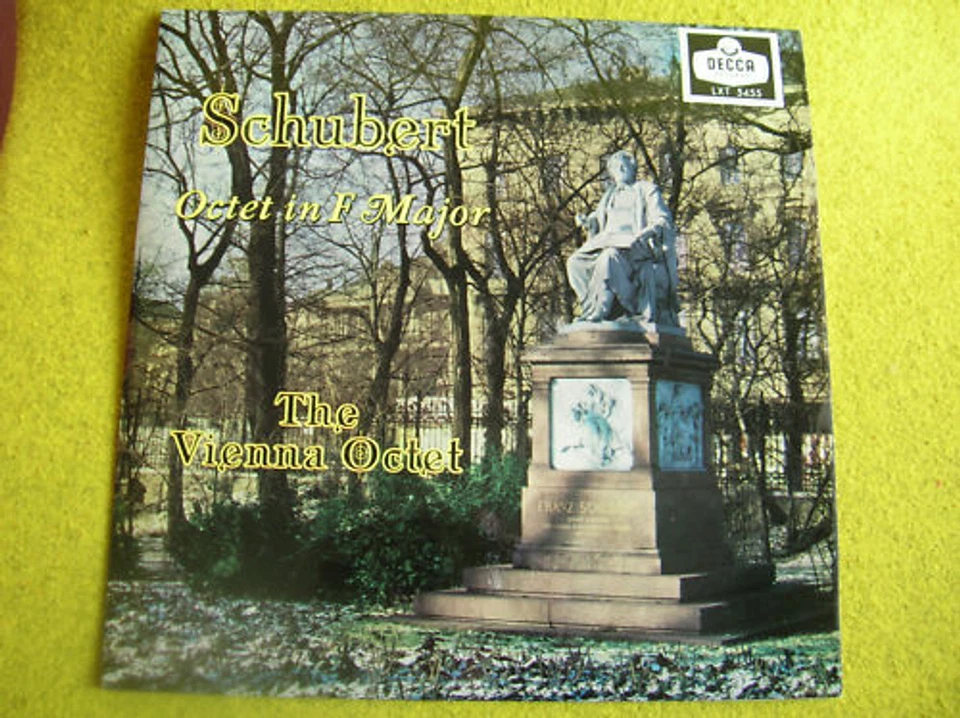 Schubert
Octet in F Major
DECCA
LXT 5455
The
Vienna Octet
FRANZ